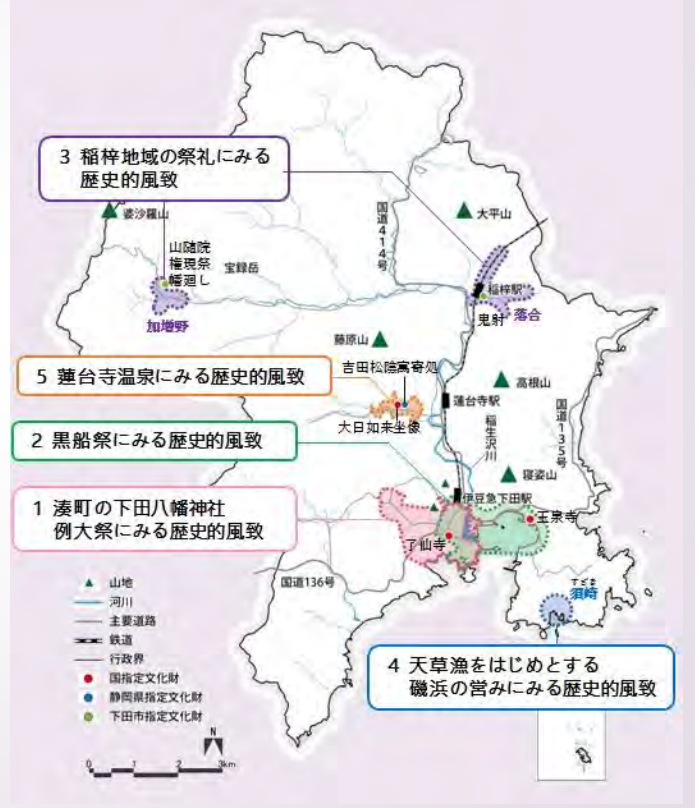 3 稲梓地域の祭礼にみる
歴史的風致
婆沙羅山
山随院
権現祭
幡廻し
宝録岳
加増野
国道414号
大平山
稲梓駅
鬼射
落合
藤原山
吉田松陰寓寄処
5 蓮台寺温泉にみる歴史的風致
大日如来坐像
蓮台寺駅
高根山
稲生沢川
国道135号
2 黒船祭にみる歴史的風致
寝姿山
伊豆急下田駅
1 湊町の下田八幡神社
例大祭にみる歴史的風致
玉泉寺
了仙寺
国道136号
すざき
須崎
4 天草漁をはじめとする
磯浜の営みにみる歴史的風致
山地
河川
主要道路
鉄道
行政界
国指定文化財
静岡県指定文化財
下田市指定文化財
N
0 1 2 3km